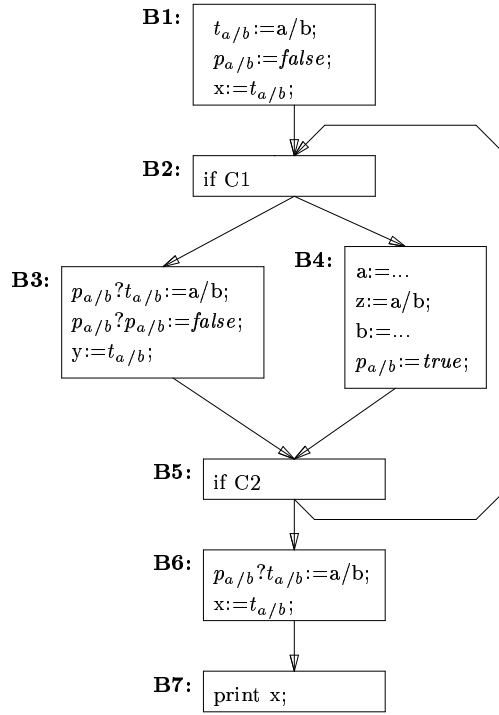 B1:
t_{a/b}:=a/b;
p_{a/b}:=false;
x:=t_{a/b};
B2:
if C1
B3:
p_{a/b}?t_{a/b}:=a/b;
p_{a/b}?p_{a/b}:=false;
y:=t_{a/b};
B4:
a:=...
z:=a/b;
b:=...
p_{a/b}:=true;
B5:
if C2
B6:
p_{a/b}?t_{a/b}:=a/b;
x:=t_{a/b};
B7:
print x;